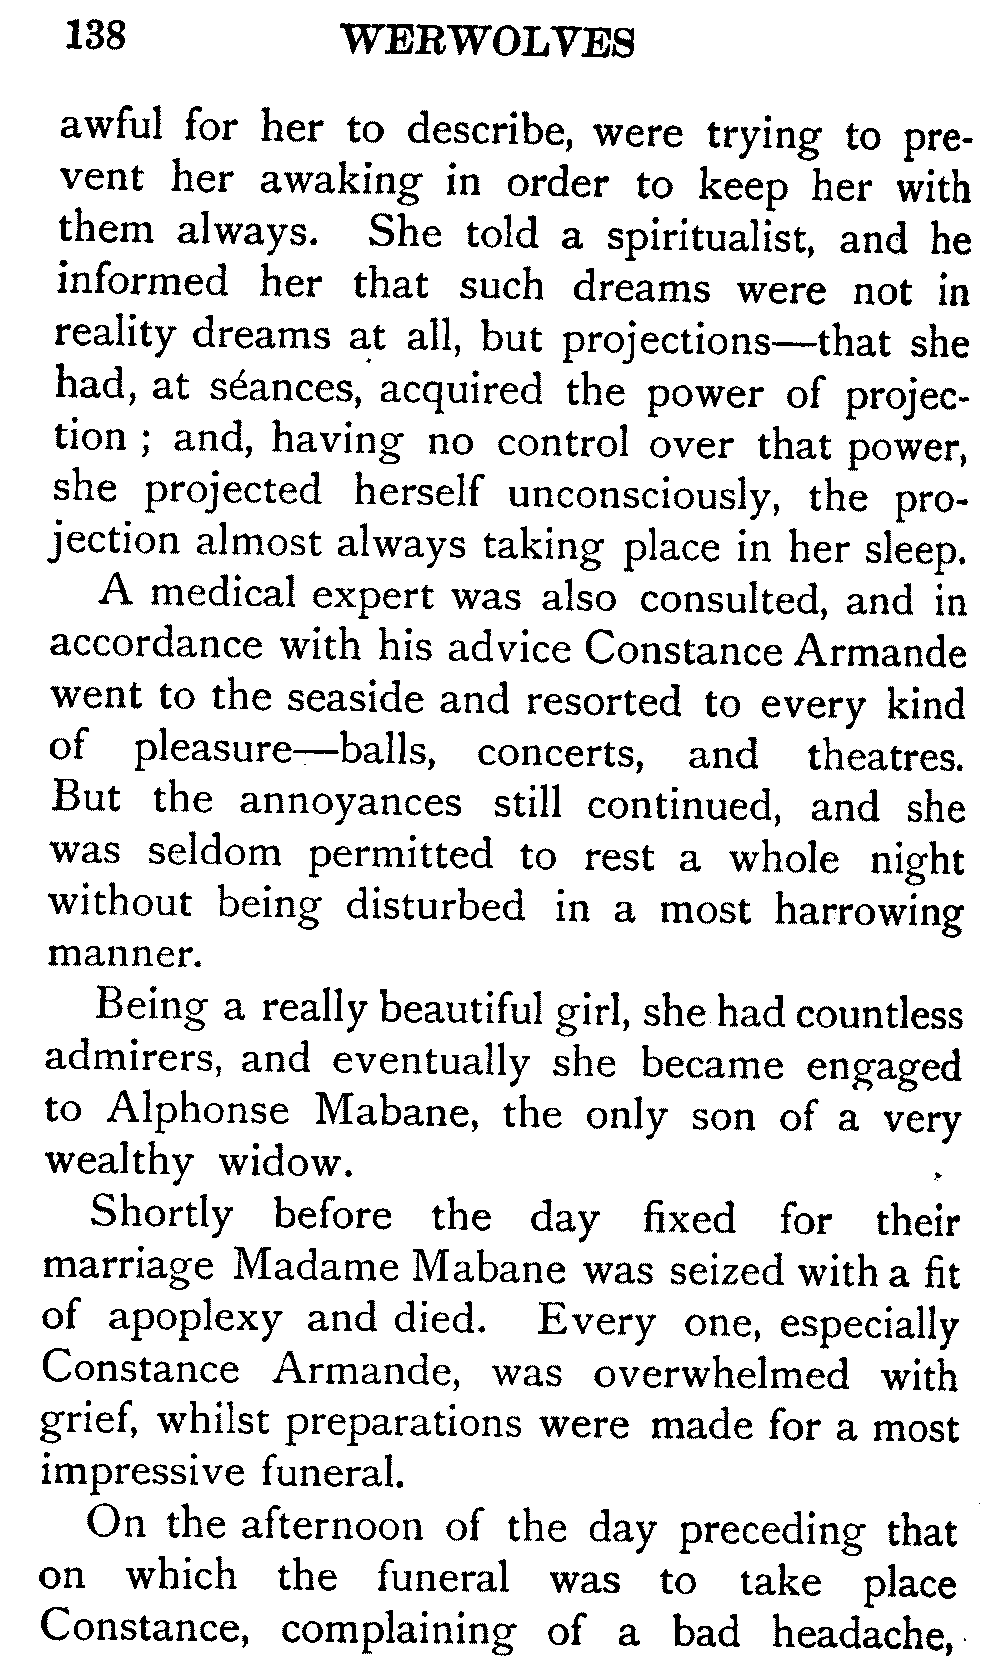 138 WERWOLVES
awful for her to describe, were trying to pre-
vent her awaking in order to keep her with
them always. She told a spiritualist, and he
informed her that such dreams were not in
reality dreams at all, but projections—that she
had, at séances, acquired the power of projec-
tion ; and, having no control over that power,
she projected herself unconsciously, the pro-
jection almost always taking place in her sleep.
A medical expert was also consulted, and in
accordance with his advice Constance Armande
went to the seaside and resorted to every kind
of pleasure—balls, concerts, and theatres.
But the annoyances still continued, and she
was seldom permitted to rest a whole night
without being disturbed in a most harrowing
manner.
Being a really beautiful girl, she had countless
admirers, and eventually she became engaged
to Alphonse Mabane, the only son of a very
wealthy widow.
Shortly before the day fixed for their
marriage Madame Mabane was seized with a fit
of apoplexy and died. Every one, especially
Constance Armande, was overwhelmed with
grief, whilst preparations were made for a most
impressive funeral.
On the afternoon of the day preceding that
on which the funeral was to take place
Constance, complaining of a bad headache,